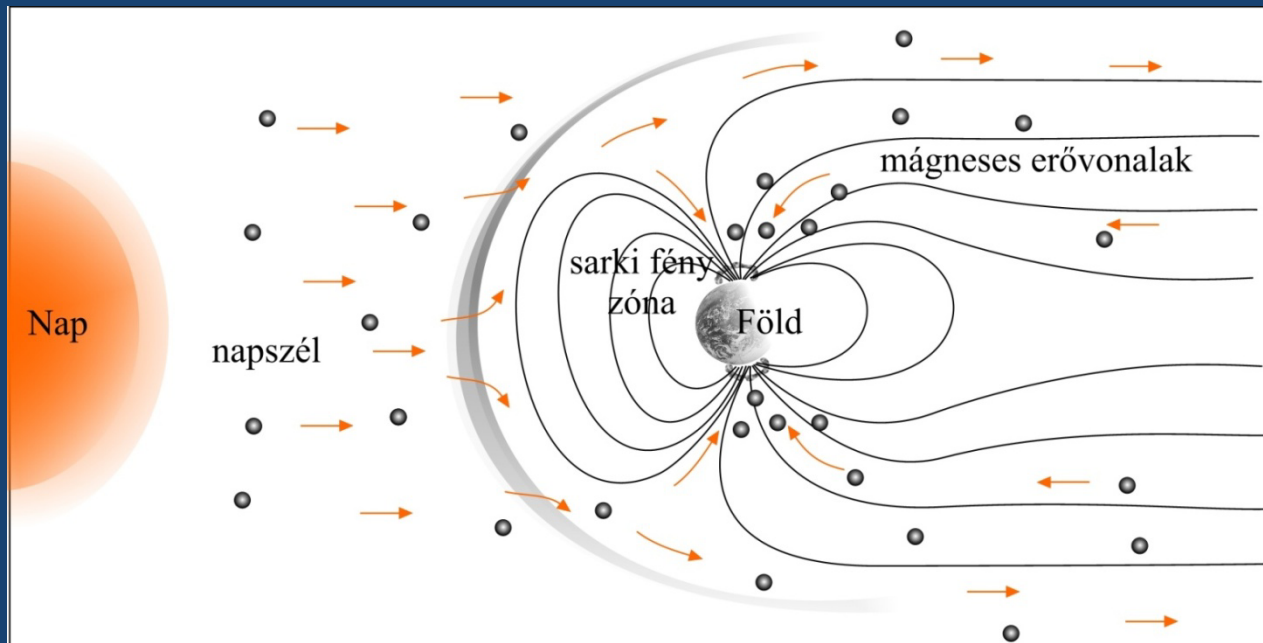 mágneses erővonalak
sarki fény
zóna
Nap
napszél
Föld